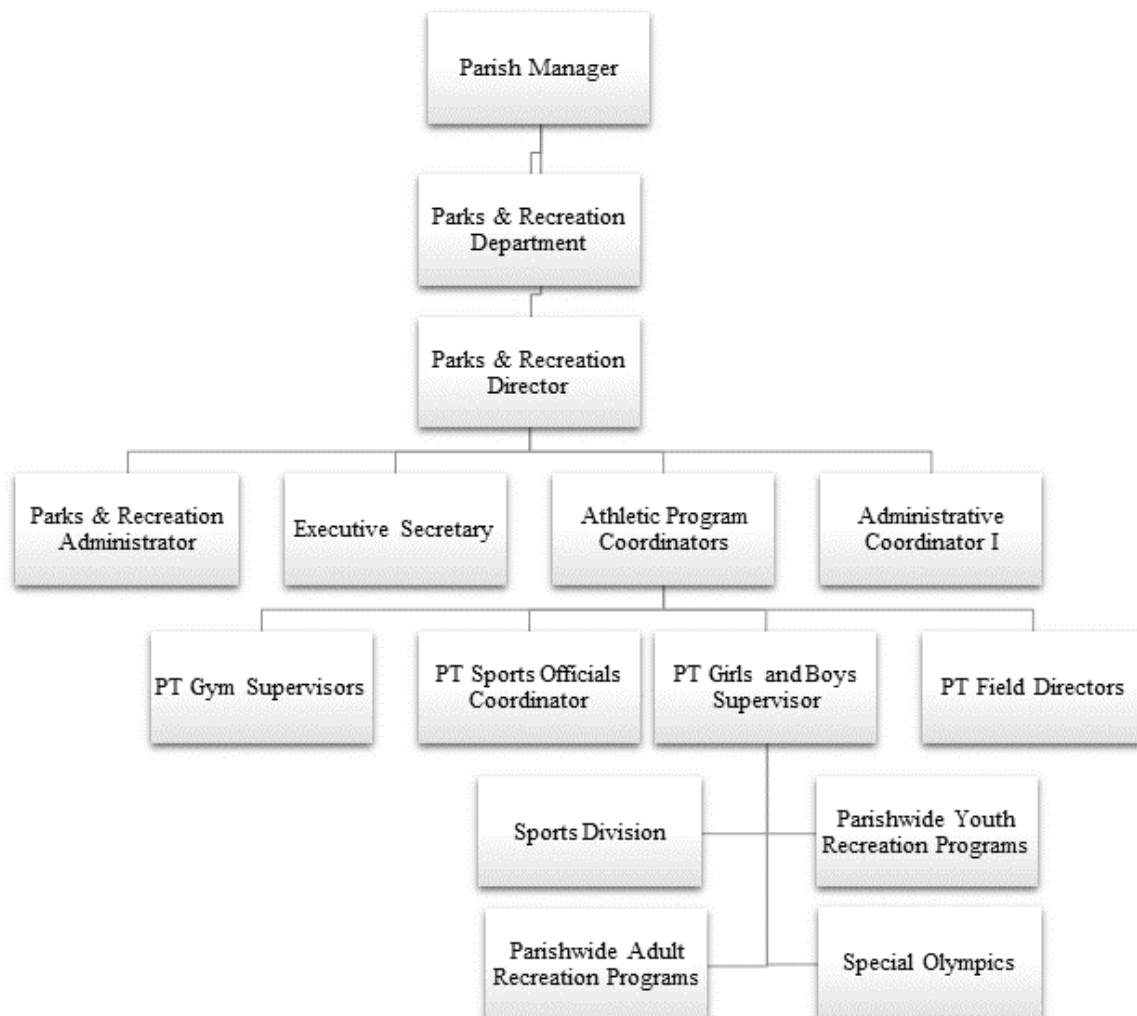 Parish Manager
Parks & Recreation
Department
Parks & Recreation
Director
Parks & Recreation
Administrator
Executive Secretary
Athletic Program
Coordinators
Administrative
Coordinator I
PT Gym Supervisors
PT Sports Officials
Coordinator
PT Girls and Boys
Supervisor
PT Field Directors
Sports Division
Parishwide Youth
Recreation Programs
Parishwide Adult
Recreation Programs
Special Olympics